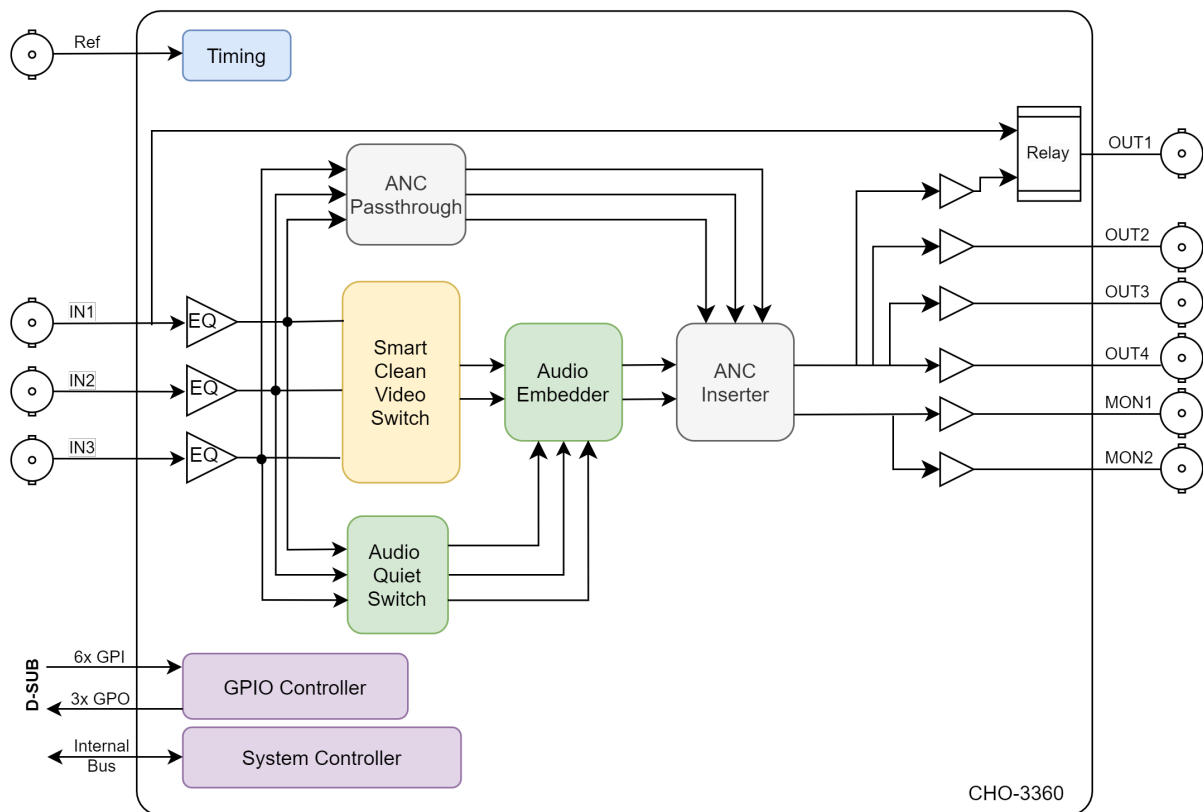 Ref
Timing
OUT1
Relay
ANC
Passthrough
OUT2
OUT3
IN1
EQ
Smart
Clean
Video
Switch
OUT4
Audio
Embedder
ANC
Inserter
IN2
EQ
MON1
IN3
EQ
MON2
Audio
Quiet
Switch
D-SUB
6x GPI
3x GPO
GPIO Controller
Internal
Bus
System Controller
CHO-3360